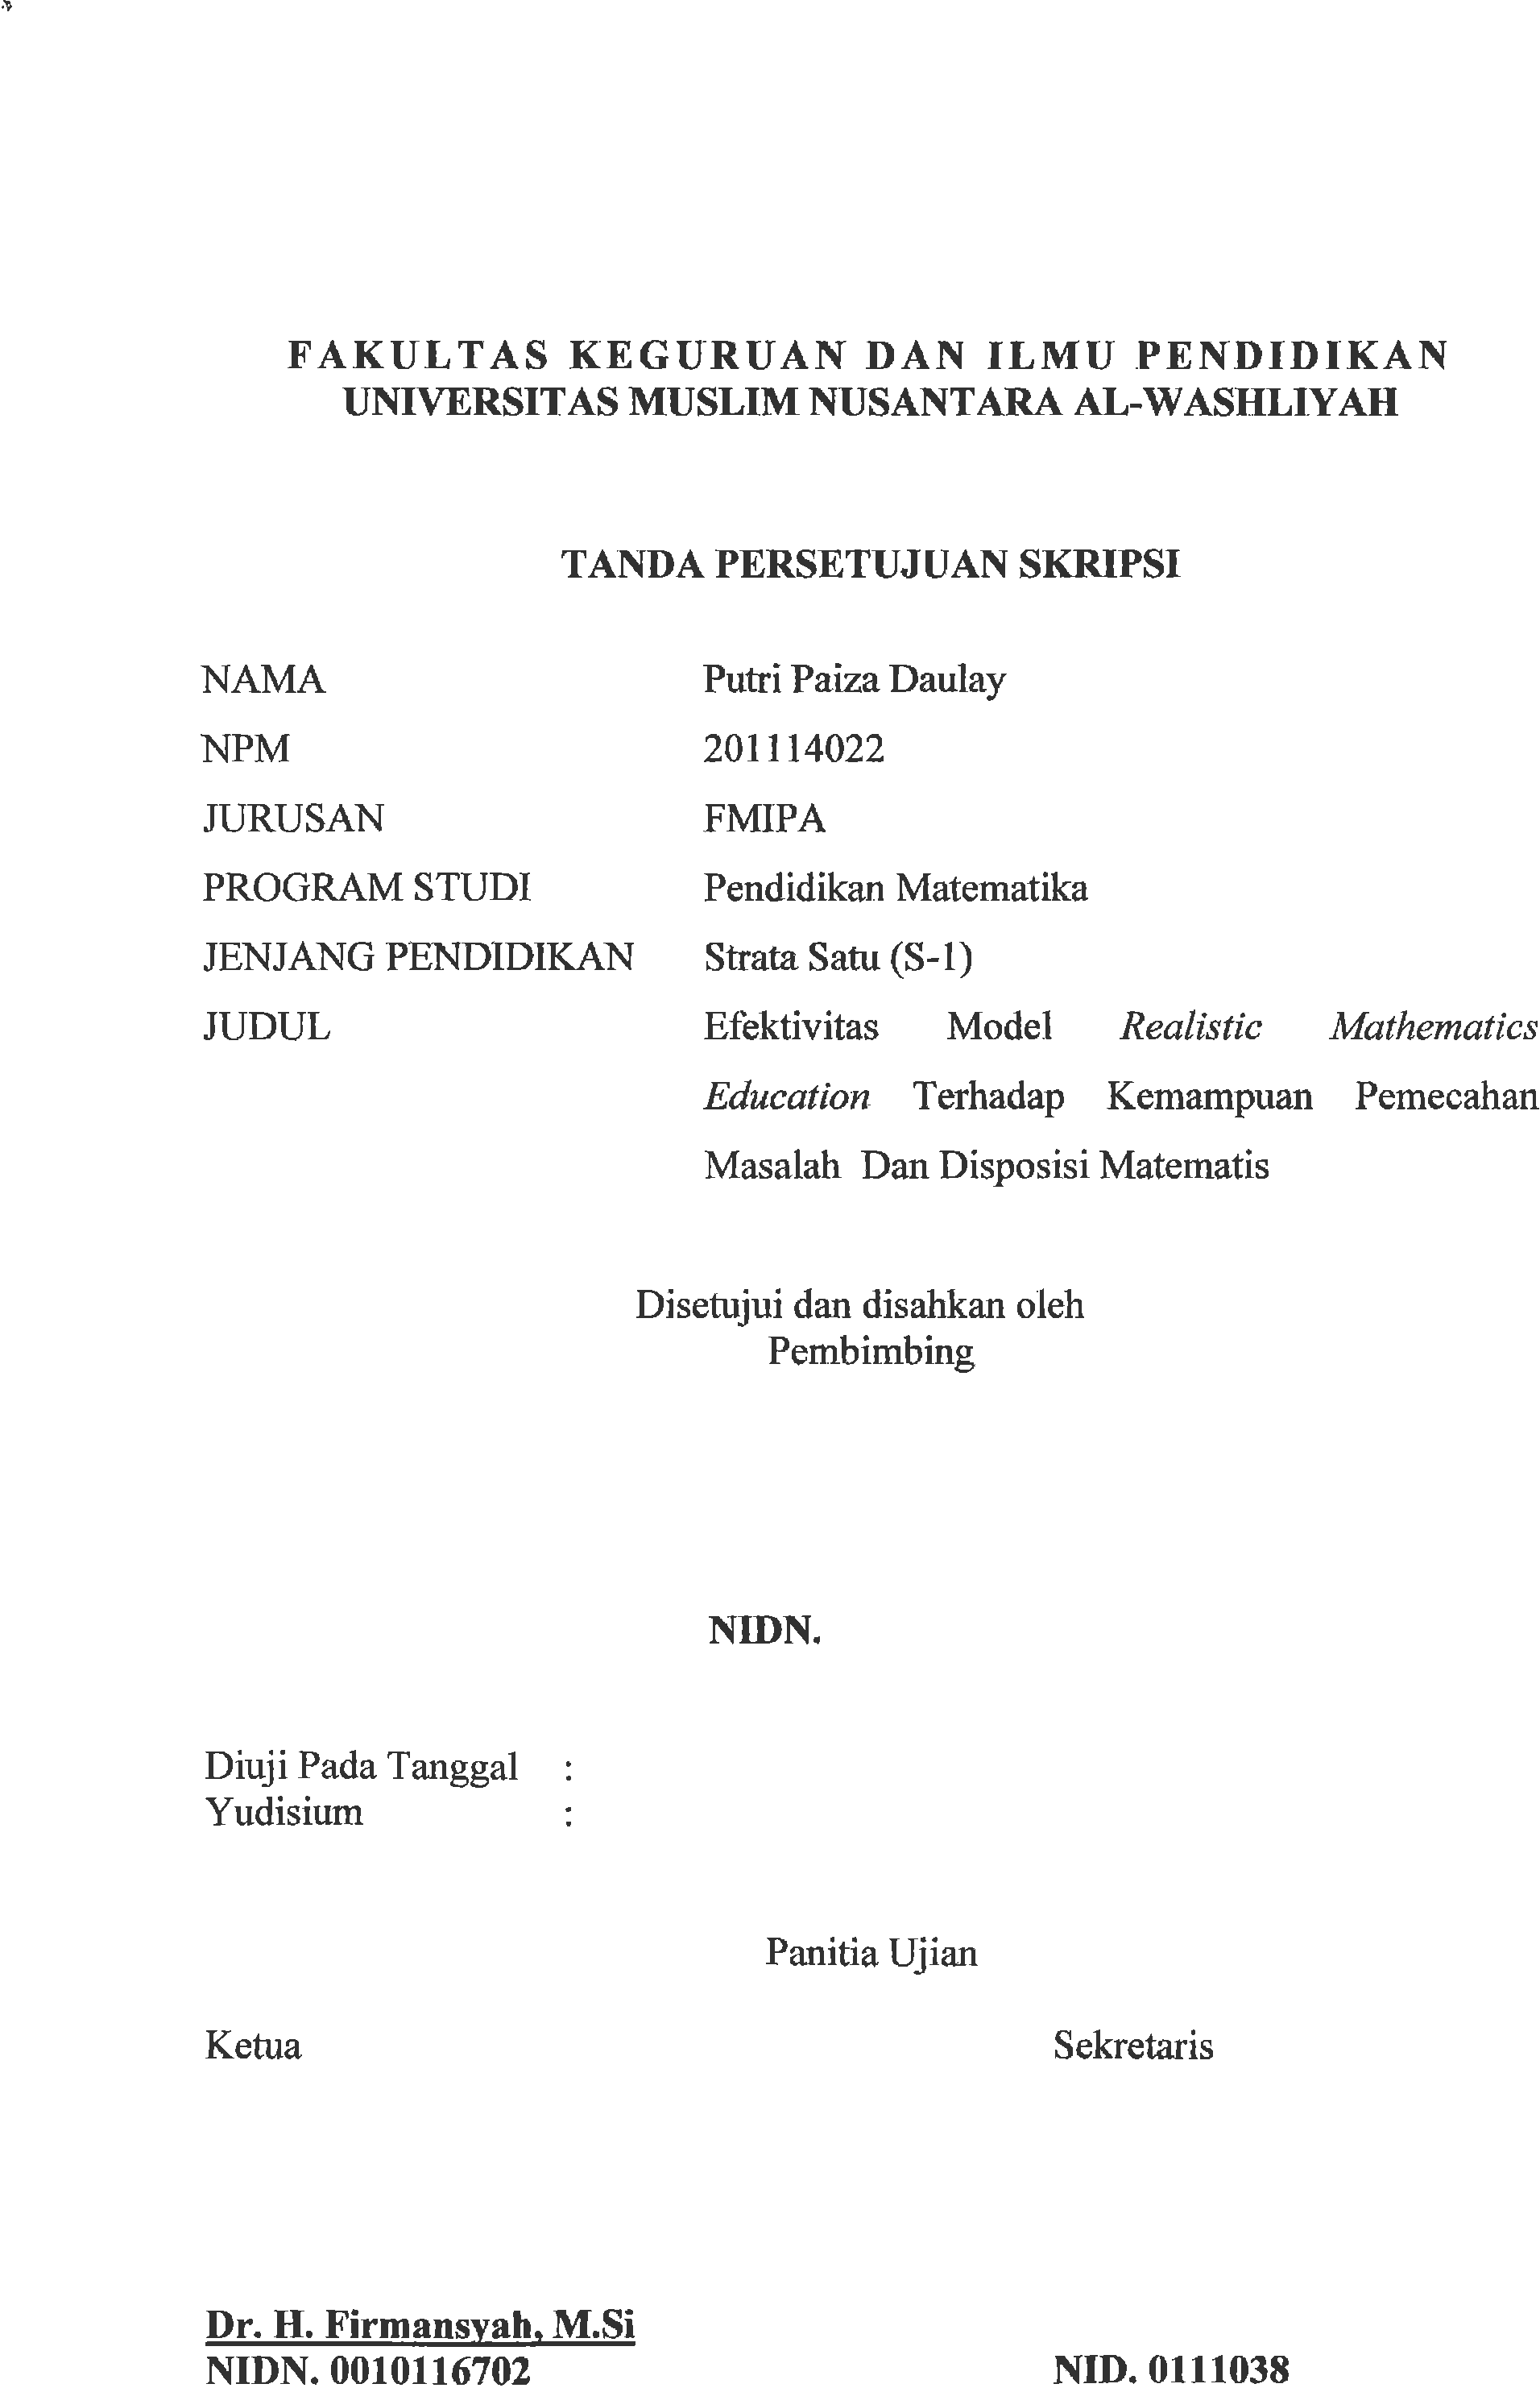 FAKULTAS KEGURUAN DAN ILMU PENDIDIKAN
UNIVERSITAS MUSLIM NUSANTARA AL-WASHLIYAH
TANDA PERSETUJUAN SKRIPSI
NAMA Putri Paiza Daulay
NPM 201114022
JURUSAN FMIPA
PROGRAM STUDI Pendidikan Matematika
JENJANG PENDIDIKAN Strata Satu (S-1)
JUDUL Efektivitas Model Realistic Mathematics
Education Terhadap Kemampuan Pemecahan
Masalah Dan Disposisi Matematis
Disetujui dan disahkan oleh
Pembimbing
NIDN.
Diuji Pada Tanggal :
Yudisium :
Panitia Ujian
Ketua Sekretaris
Dr. H. Firmansyah, M.Si
NIDN. 0010116702 NID. 0111038